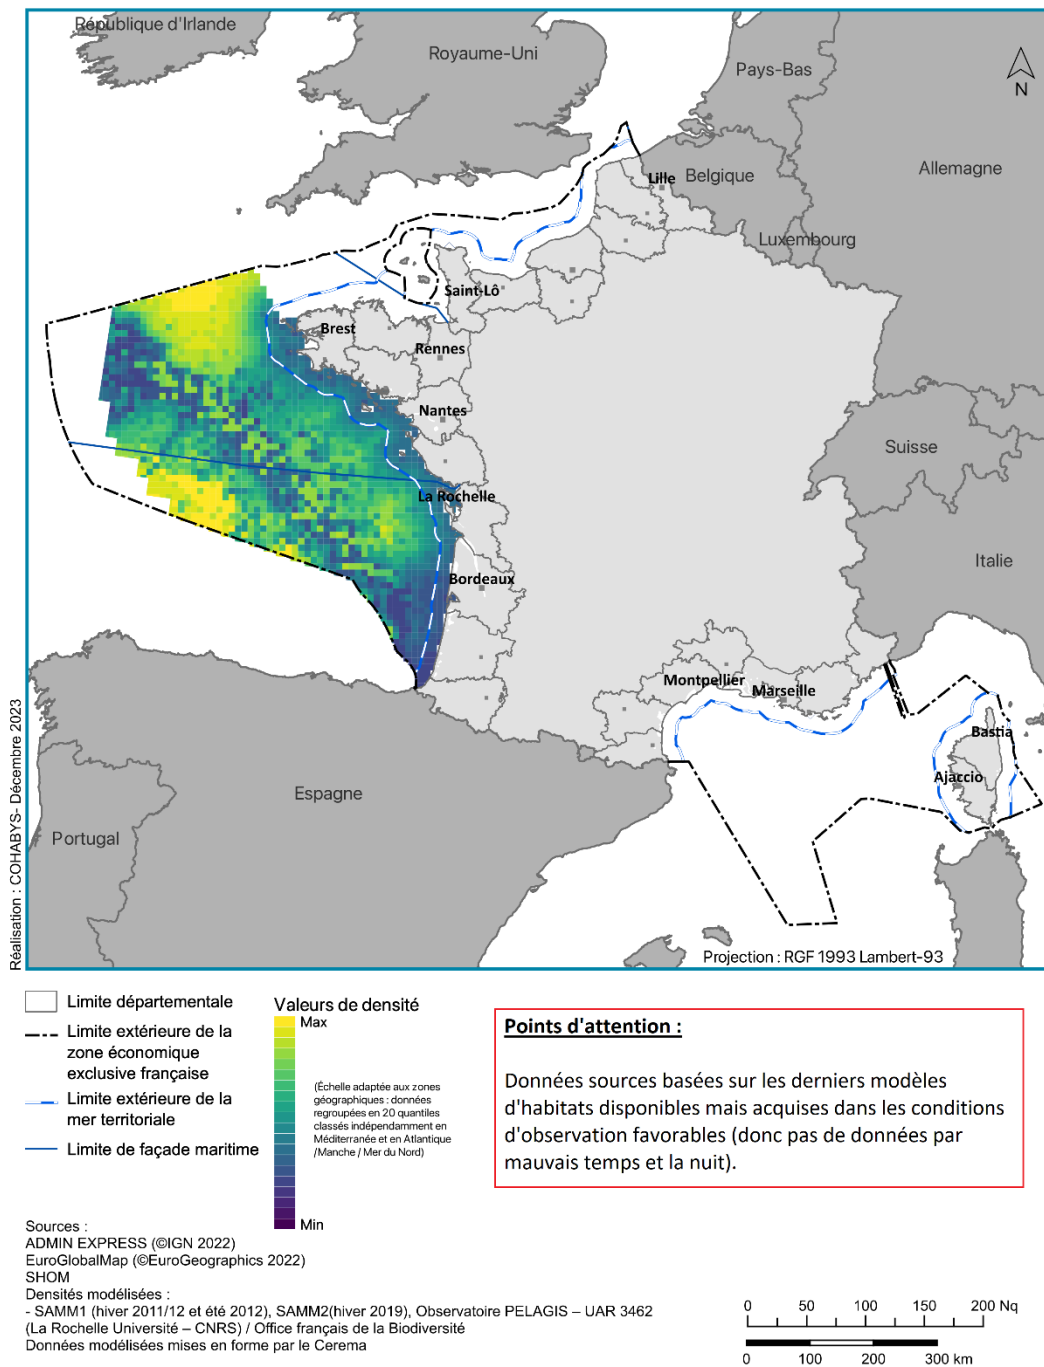 République d'Irlande
Royaume-Uni
Pays-Bas
N
Allemagne
Lille
Belgique
Luxembourg
Saint-Lô
Brest
Rennes
Nantes
Suisse
La Rochelle
Italie
Bordeaux
Montpellier
Marseille
Bastia
Ajaccio
Espagne
Portugal
Réalisation : COHABYS- Décembre 2023
Projection : RGF 1993 Lambert-93
Limite départementale
Limite extérieure de la
zone économique
exclusive française
Limite extérieure de la
mer territoriale
Limite de façade maritime
Valeurs de densité
Max
(Échelle adaptée aux zones
géographiques : données
regroupées en 20 quantiles
classés indépendamment en
Méditerranée et en Atlantique
/Manche / Mer du Nord)
Min
Points d'attention :
Données sources basées sur les derniers modèles
d'habitats disponibles mais acquises dans les conditions
d'observation favorables (donc pas de données par
mauvais temps et la nuit).
Sources :
ADMIN EXPRESS (©IGN 2022)
EuroGlobalMap (©EuroGeographics 2022)
SHOM
Densités modélisées :
- SAMM1 (hiver 2011/12 et été 2012), SAMM2(hiver 2019), Observatoire PELAGIS – UAR 3462
(La Rochelle Université – CNRS) / Office français de la Biodiversité
Données modélisées mises en forme par le Cerema
0 50 100 150 200 Nq
0 100 200 300 km